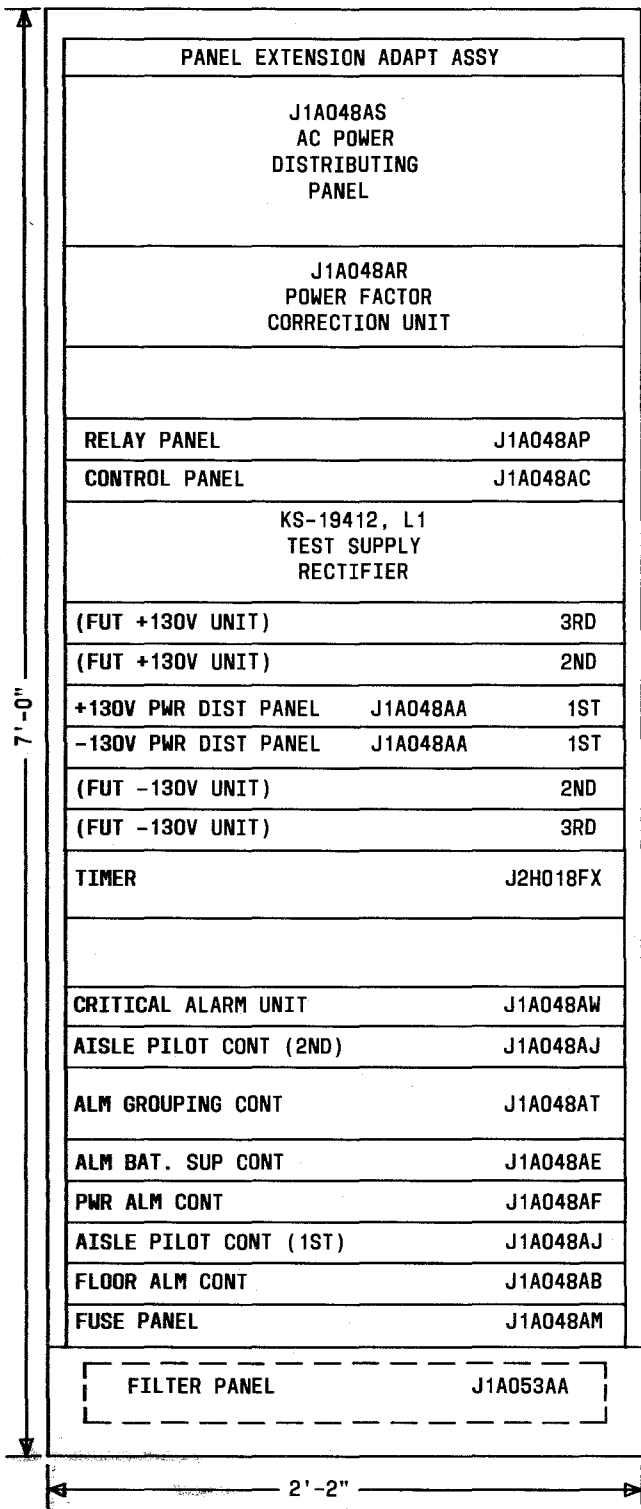 PANEL EXTENSION ADAPT ASSY
J1A048AS
AC POWER
DISTRIBUTING
PANEL
J1A048AR
POWER FACTOR
CORRECTION UNIT
RELAY PANEL J1A048AP
CONTROL PANEL J1A048AC
KS-19412, L1
TEST SUPPLY
RECTIFIER
(FUT +130V UNIT) 3RD
(FUT +130V UNIT) 2ND
+130V PWR DIST PANEL J1A048AA 1ST
-130V PWR DIST PANEL J1A048AA 1ST
(FUT -130V UNIT) 2ND
(FUT -130V UNIT) 3RD
TIMER J2H018FX
CRITICAL ALARM UNIT J1A048AW
AISLE PILOT CONT (2ND) J1A048AJ
ALM GROUPING CONT J1A048AT
ALM BAT. SUP CONT J1A048AE
PWR ALM CONT J1A048AF
AISLE PILOT CONT (1ST) J1A048AJ
FLOOR ALM CONT J1A048AB
FUSE PANEL J1A048AM
FILTER PANEL J1A053AA
7'-0"
2'-2"